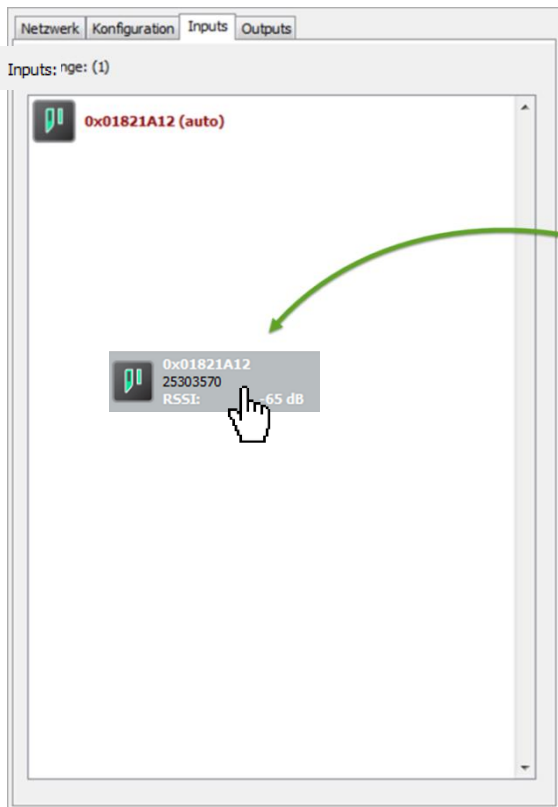 Netzwerk Konfiguration Inputs Outputs
Inputs: nge: (1)
0x01821A12 (auto)
0x01821A12
25303570
RSSI: -65 dB